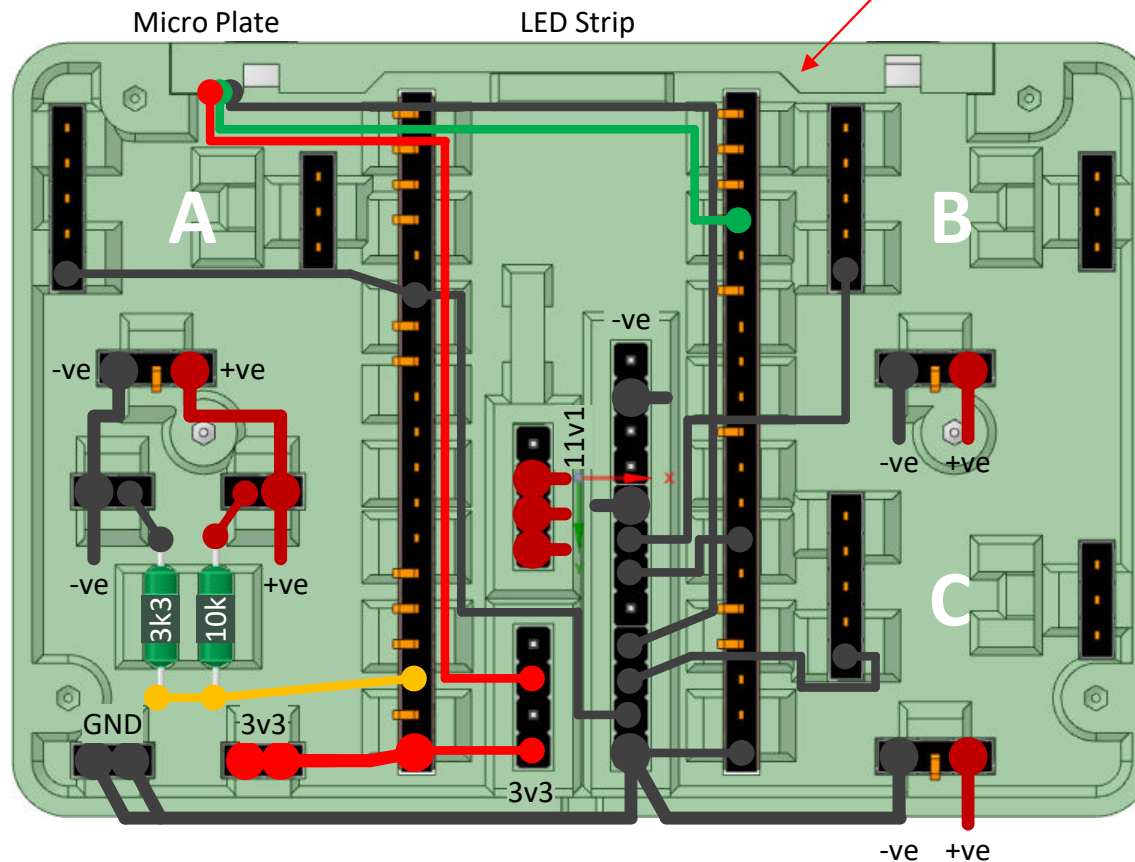 Micro Plate
LED Strip
A
B
-ve
-ve
+ve
11v1
x
-ve
+ve
-ve
+ve
3k3
10k
C
GND
3v3
3v3
-ve
+ve